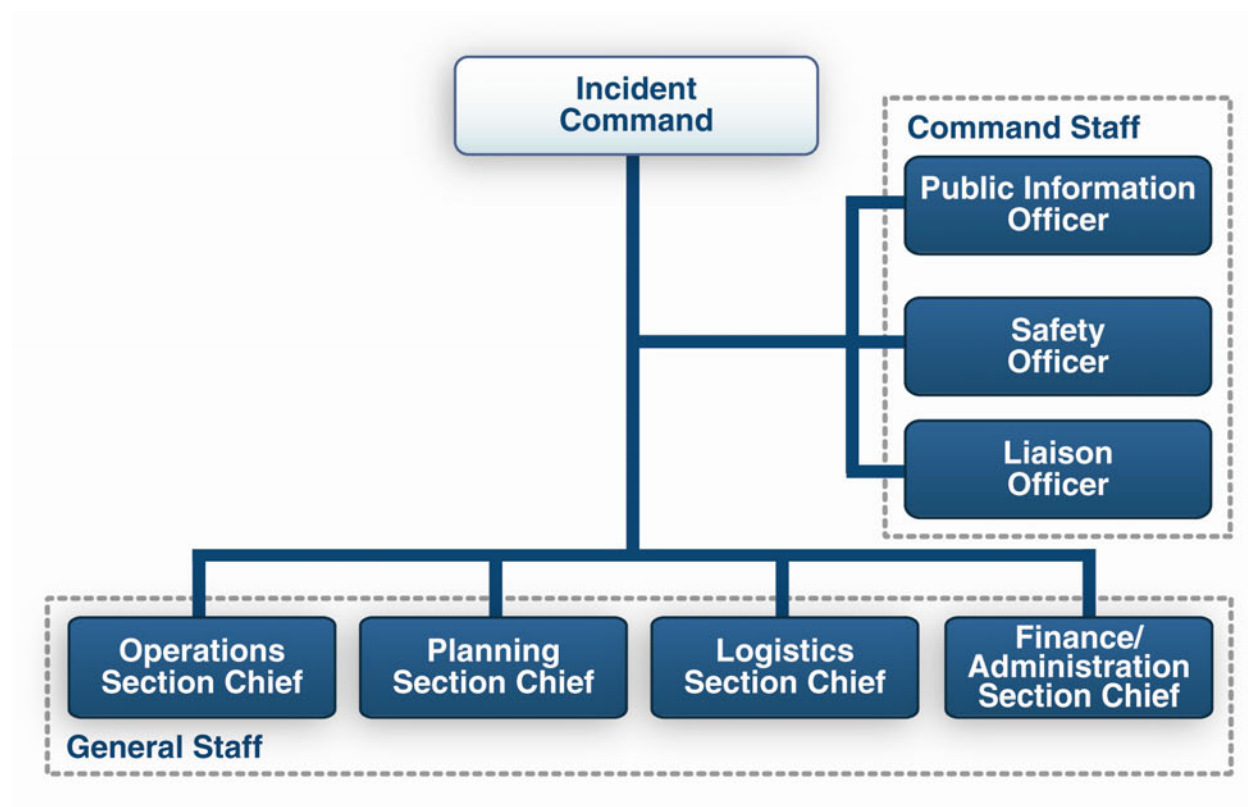 Incident
Command
Command Staff
Public Information
Officer
Safety
Officer
Liaison
Officer
Operations
Section Chief
Planning
Section Chief
Logistics
Section Chief
Finance/
Administration
Section Chief
General Staff